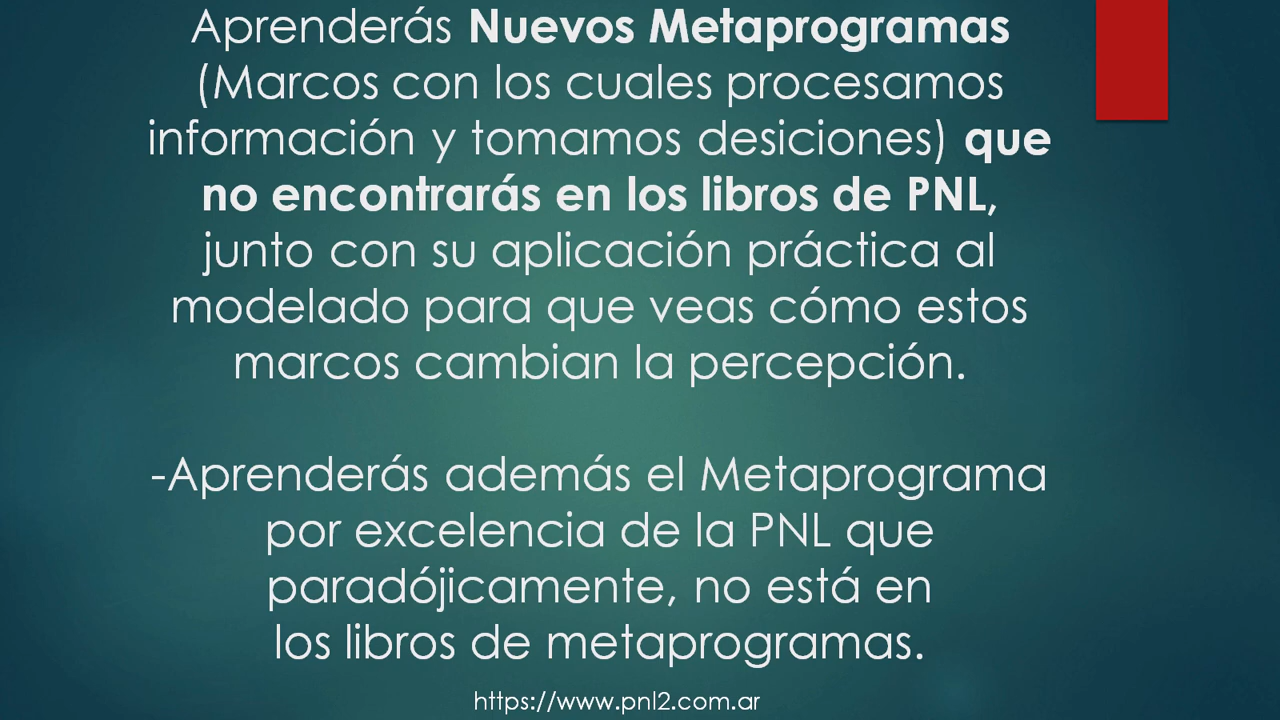 Aprenderás Nuevos Metaprogramas
(Marcos con los cuales procesamos
información y tomamos desiciones) que
no encontrarás en los libros de PNL,
junto con su aplicación práctica al
modelado para que veas cómo estos
marcos cambian la percepción.
-Aprenderás además el Metaprograma
por excelencia de la PNL que
paradójicamente, no está en
los libros de metaprogramas.
https://www.pnl2.com.ar